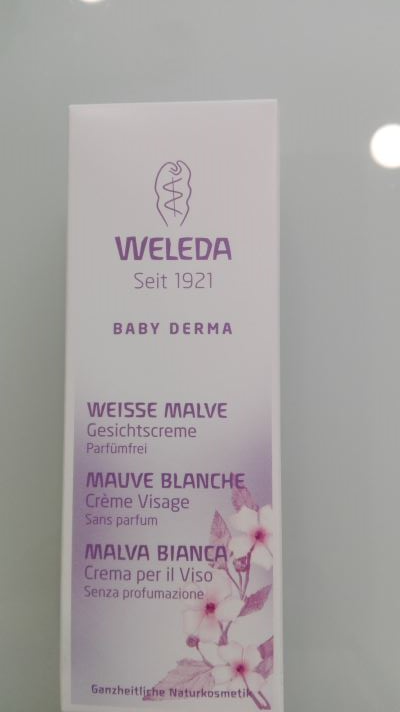 WELEDA
Seit 1921
BABY DERMA
WEISSE MALVE
Gesichtscreme
Parfümfrei
MAUVE BLANCHE
Crème Visage
Sans parfum
MALVA BIANCA
Crema per il Viso
Senza profumazione
Ganzheitliche Naturkosmetik